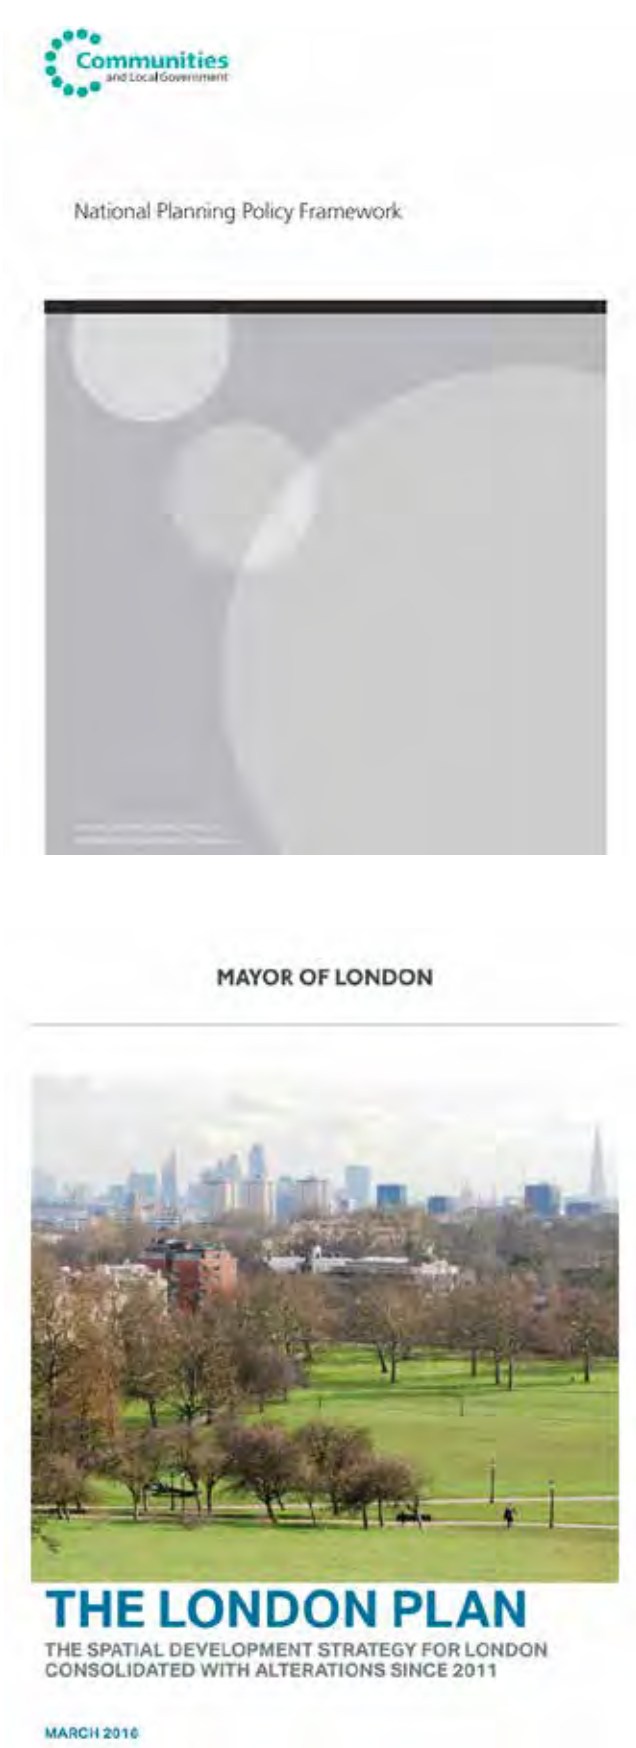 Communities
and Local Government
National Planning Policy Framework
MAYOR OF LONDON
THE LONDON PLAN
THE SPATIAL DEVELOPMENT STRATEGY FOR LONDON
CONSOLIDATED WITH ALTERATIONS SINCE 2011
MARCH 2016